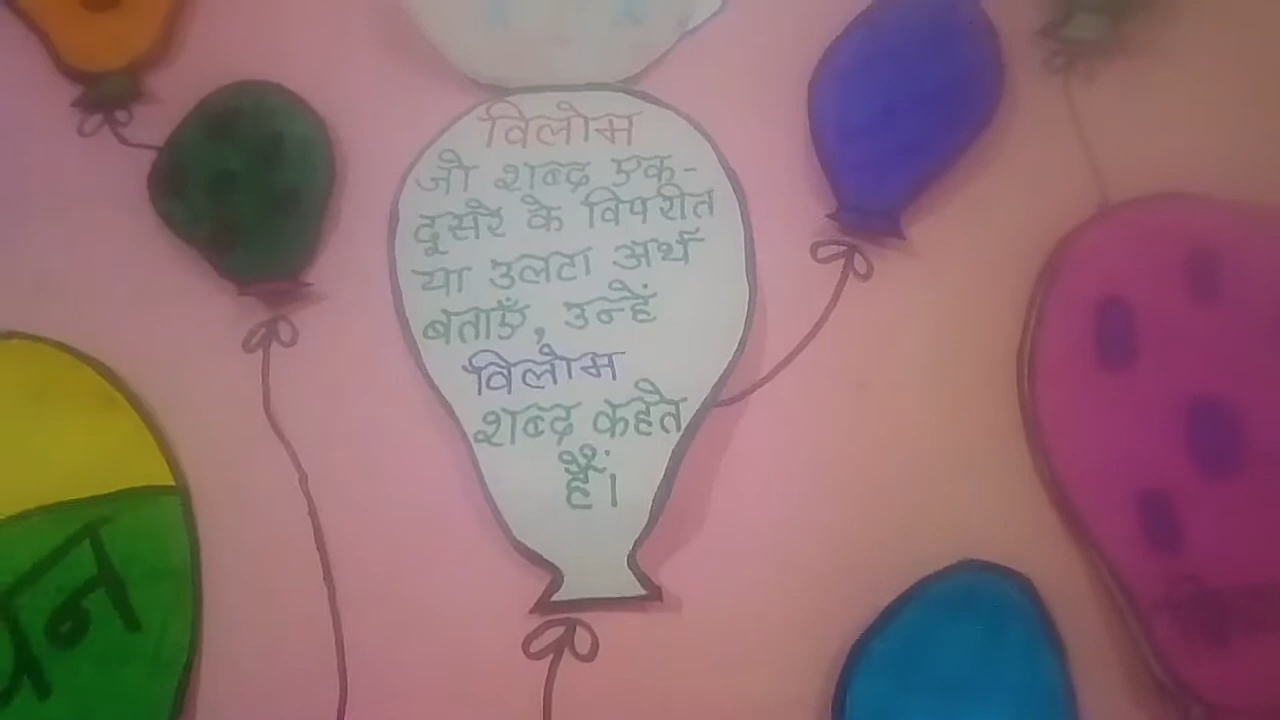 विलोम
जो शब्द एक-
दूसरे के विपरीत
या उलटा अर्थ
बताएँ, उन्हें
विलोम
शब्द कहते
हैं।